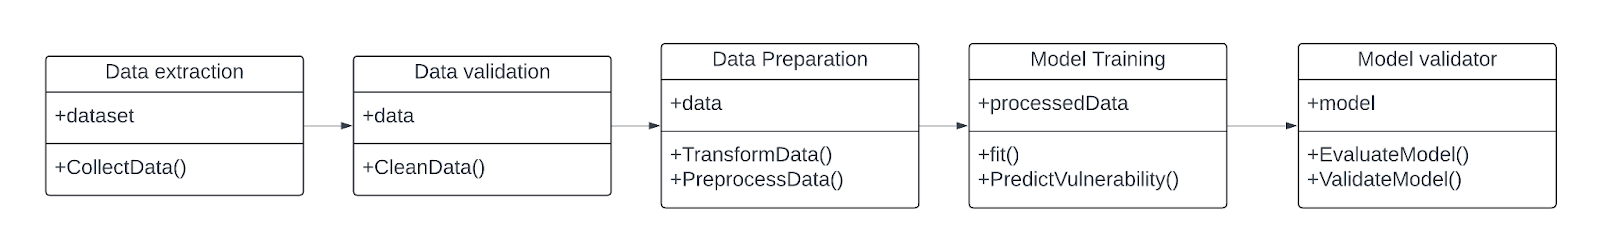 Data extraction
+dataset
+CollectData()
Data validation
+data
+CleanData()
Data Preparation
+data
+TransformData()
+PreprocessData()
Model Training
+processedData
+fit()
+PredictVulnerability()
Model validator
+model
+EvaluateModel()
+ValidateModel()